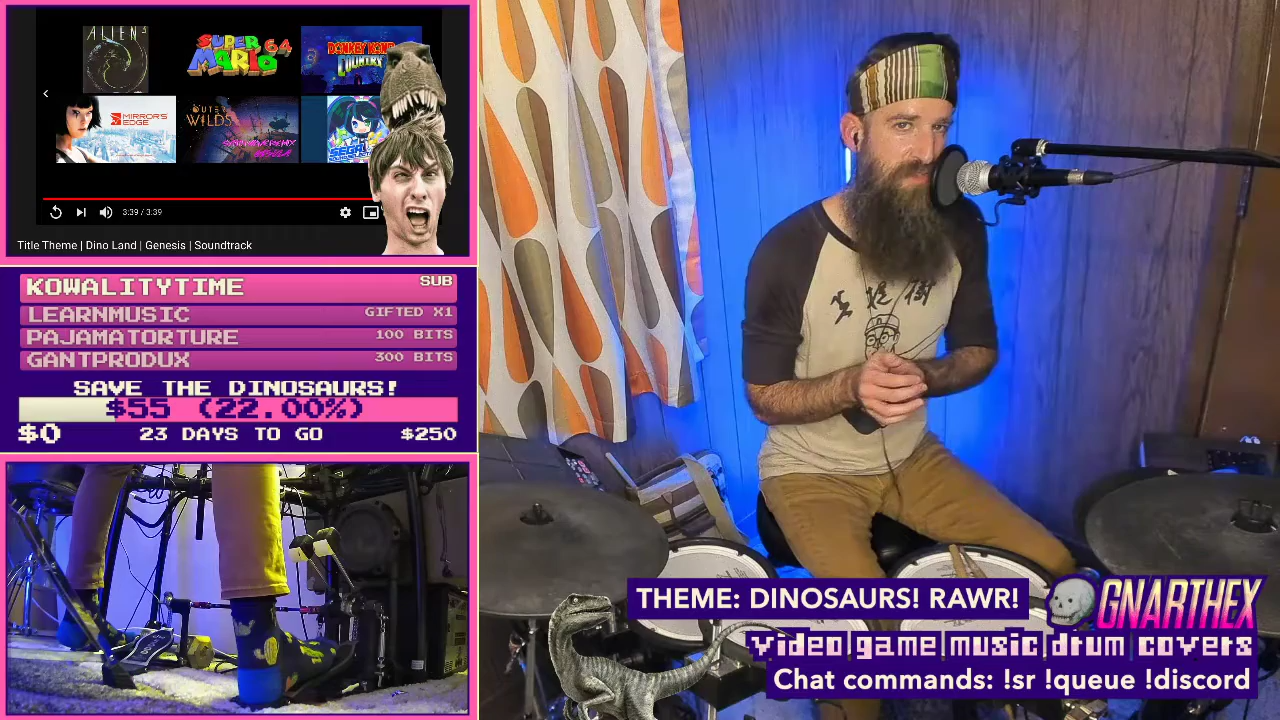 ALIEN³
SUPER MARIO 64
DONKEY KONG COUNTRY
MIRROR'S EDGE
OUTER WILDS
3:39 / 3:39
Title Theme | Dino Land | Genesis | Soundtrack
KOWALITYTIME SUB
LEARNMUSIC GIFTED X1
PAJAMATORTURE 100 BITS
GANTPRODUX 300 BITS
SAVE THE DINOSAURS!
$55 (22.00%)
$0 23 DAYS TO GO $250
THEME: DINOSAURS! RAWR!
GNARTHEX
video game music drum covers
Chat commands: !sr !queue !discord